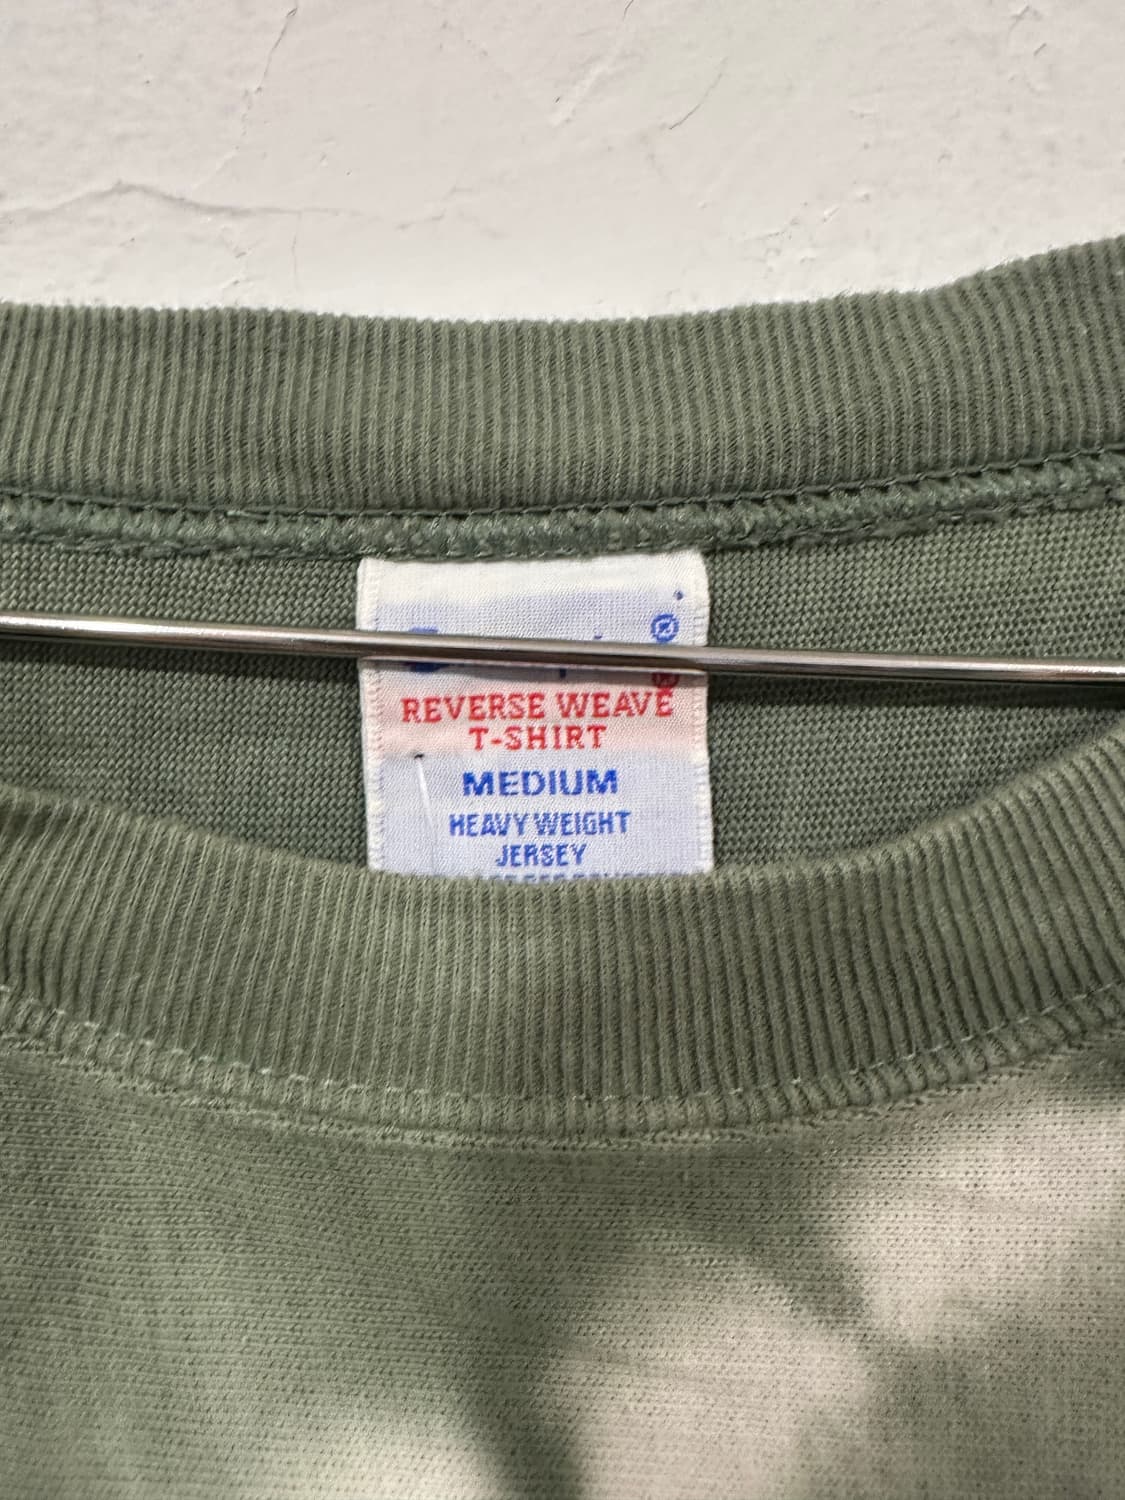 ®
REVERSE WEAVE®
T-SHIRT
MEDIUM
HEAVY WEIGHT
JERSEY